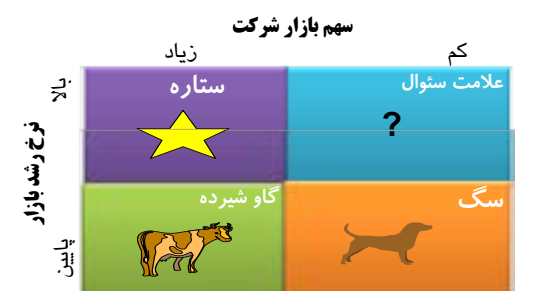 سهم بازار شرکت
کم
زیاد
نرخ رشد بازار
بالا
علامت سئوال
?
ستاره
پایین
سگ
گاو شیرده